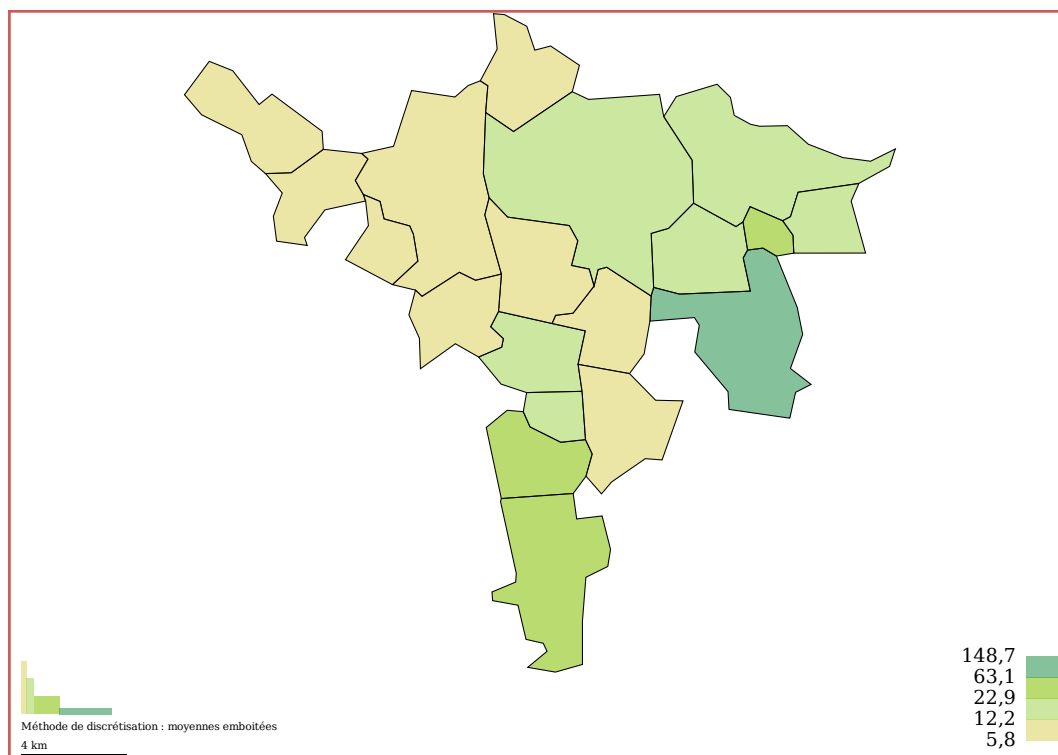 148,7
63,1
22,9
12,2
5,8
Méthode de discrétisation : moyennes emboitées
4 km